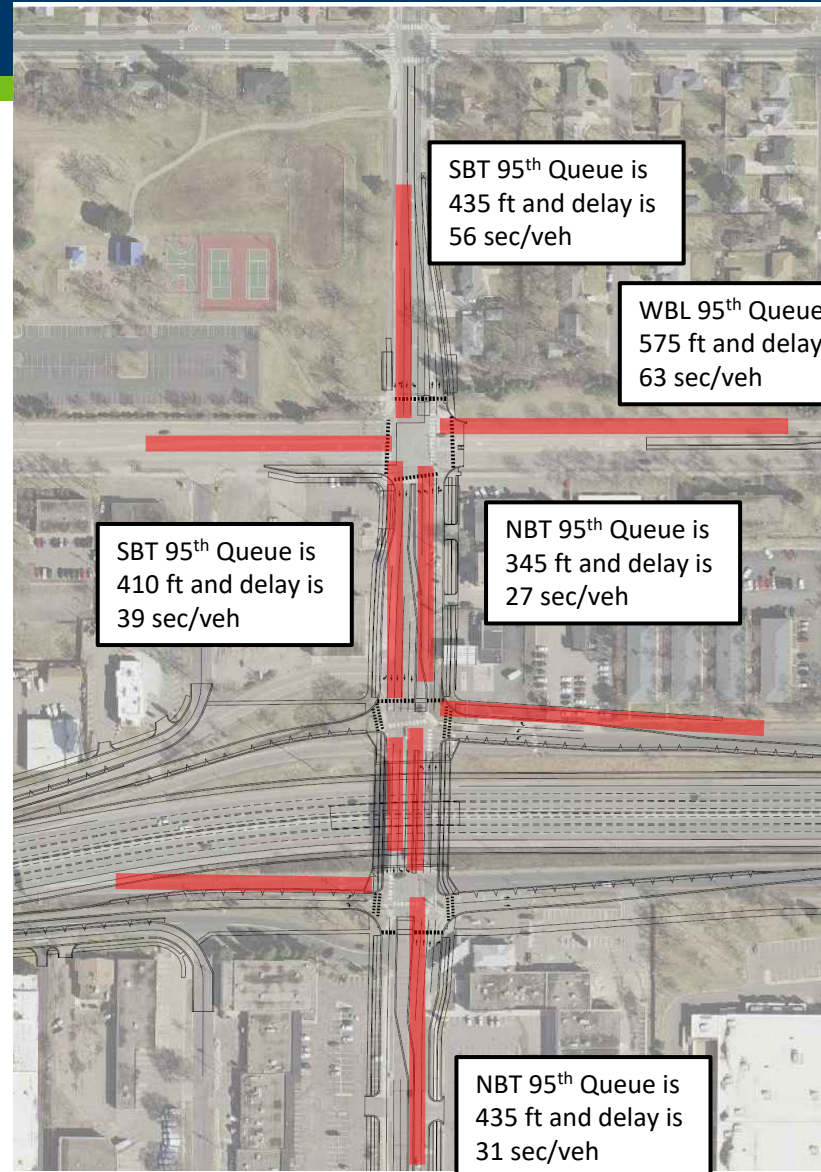 SBT 95th Queue is
435 ft and delay is
56 sec/veh
WBL 95th Queue
575 ft and delay
63 sec/veh
SBT 95th Queue is
410 ft and delay is
39 sec/veh
NBT 95th Queue is
345 ft and delay is
27 sec/veh
NBT 95th Queue is
435 ft and delay is
31 sec/veh